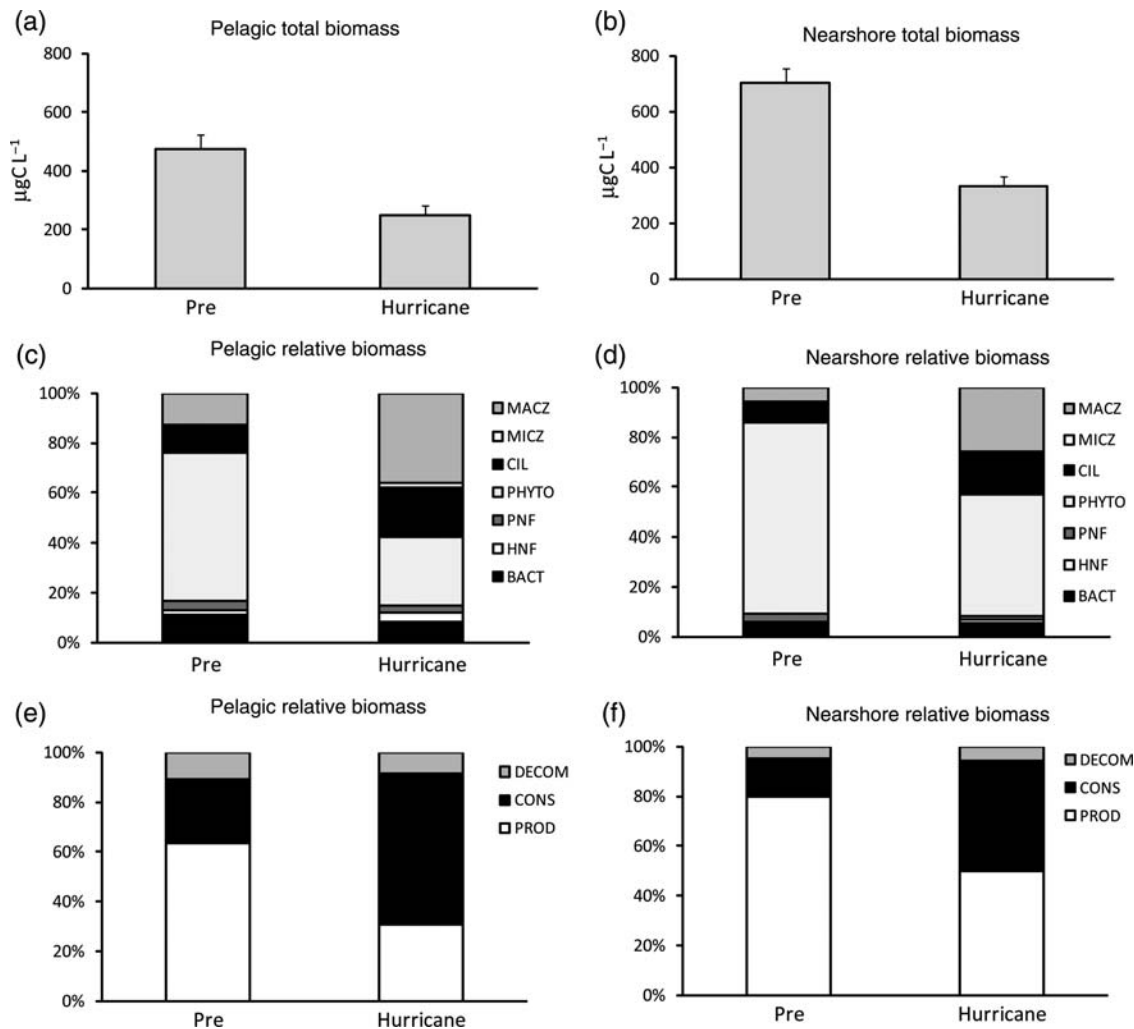 (a)
Pelagic total biomass
800
600
400
200
0
µgC L⁻¹
Pre
Hurricane
(b)
Nearshore total biomass
800
600
400
200
0
µgC L⁻¹
Pre
Hurricane
(c)
Pelagic relative biomass
100%
80%
60%
40%
20%
0%
Pre
Hurricane
MACZ
MICZ
CIL
PHYTO
PNF
HNF
BACT
(d)
Nearshore relative biomass
100%
80%
60%
40%
20%
0%
Pre
Hurricane
MACZ
MICZ
CIL
PHYTO
PNF
HNF
BACT
(e)
Pelagic relative biomass
100%
80%
60%
40%
20%
0%
Pre
Hurricane
DECOM
CONS
PROD
(f)
Nearshore relative biomass
100%
80%
60%
40%
20%
0%
Pre
Hurricane
DECOM
CONS
PROD